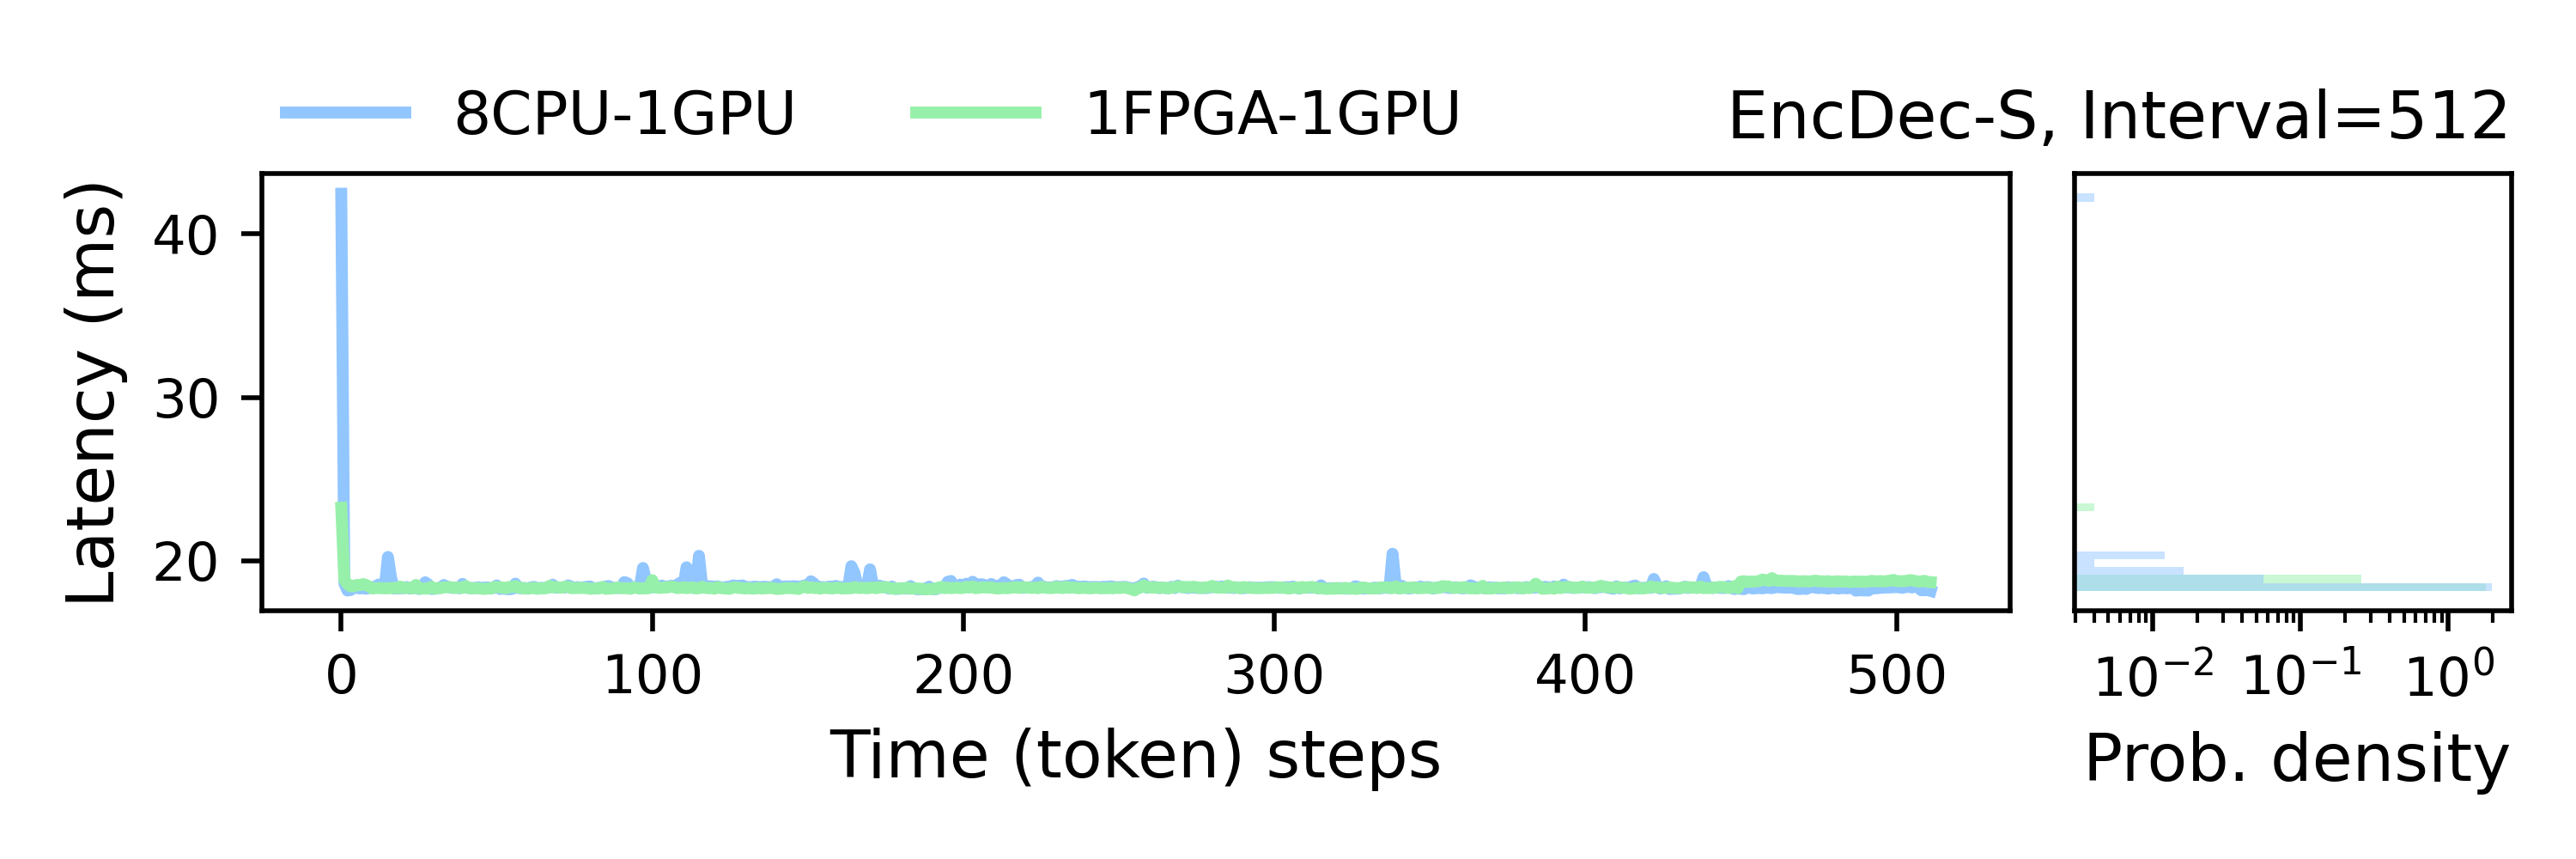 8CPU-1GPU 1FPGA-1GPU EncDec-S, Interval=512
Latency (ms)
40
30
20
0 100 200 300 400 500
Time (token) steps
10⁻² 10⁻¹ 10⁰
Prob. density